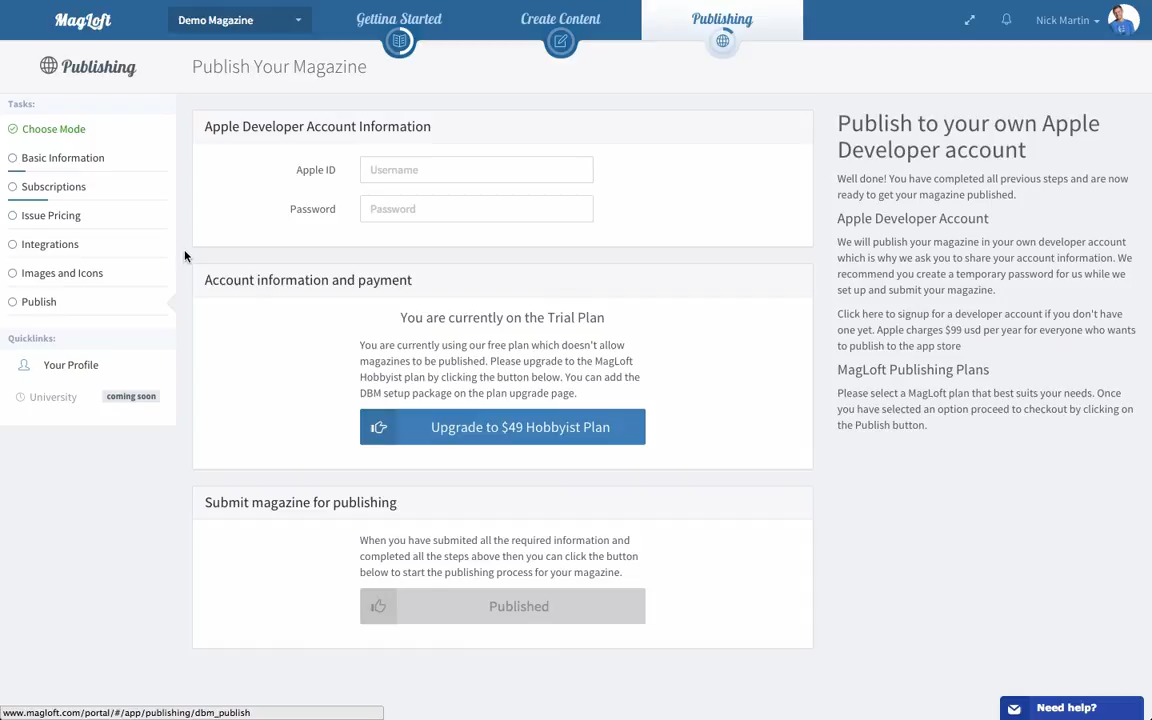 MagLoft
Demo Magazine
Getting Started
Create Content
Publishing
Nick Martin
Publishing
Publish Your Magazine
Tasks:
Choose Mode
Basic Information
Subscriptions
Issue Pricing
Integrations
Images and Icons
Publish
Quicklinks:
Your Profile
University
coming soon
Apple Developer Account Information
Apple ID
Username
Password
Password
Account information and payment
You are currently on the Trial Plan
You are currently using our free plan which doesn't allow
magazines to be published. Please upgrade to the MagLoft
Hobbyist plan by clicking the button below. You can add the
DBM setup package on the plan upgrade page.
Upgrade to $49 Hobbyist Plan
Submit magazine for publishing
When you have submited all the required information and
completed all the steps above then you can click the button
below to start the publishing process for your magazine.
Published
Publish to your own Apple
Developer account
Well done! You have completed all previous steps and are now
ready to get your magazine published.
Apple Developer Account
We will publish your magazine in your own developer account
which is why we ask you to share your account information. We
recommend you create a temporary password for us while we
set up and submit your magazine.
Click here to signup for a developer account if you don't have
one yet. Apple charges $99 usd per year for everyone who wants
to publish to the app store
MagLoft Publishing Plans
Please select a MagLoft plan that best suits your needs. Once
you have selected an option proceed to checkout by clicking on
the Publish button.
www.magloft.com/portal/#/app/publishing/dbm_publish
Need help?